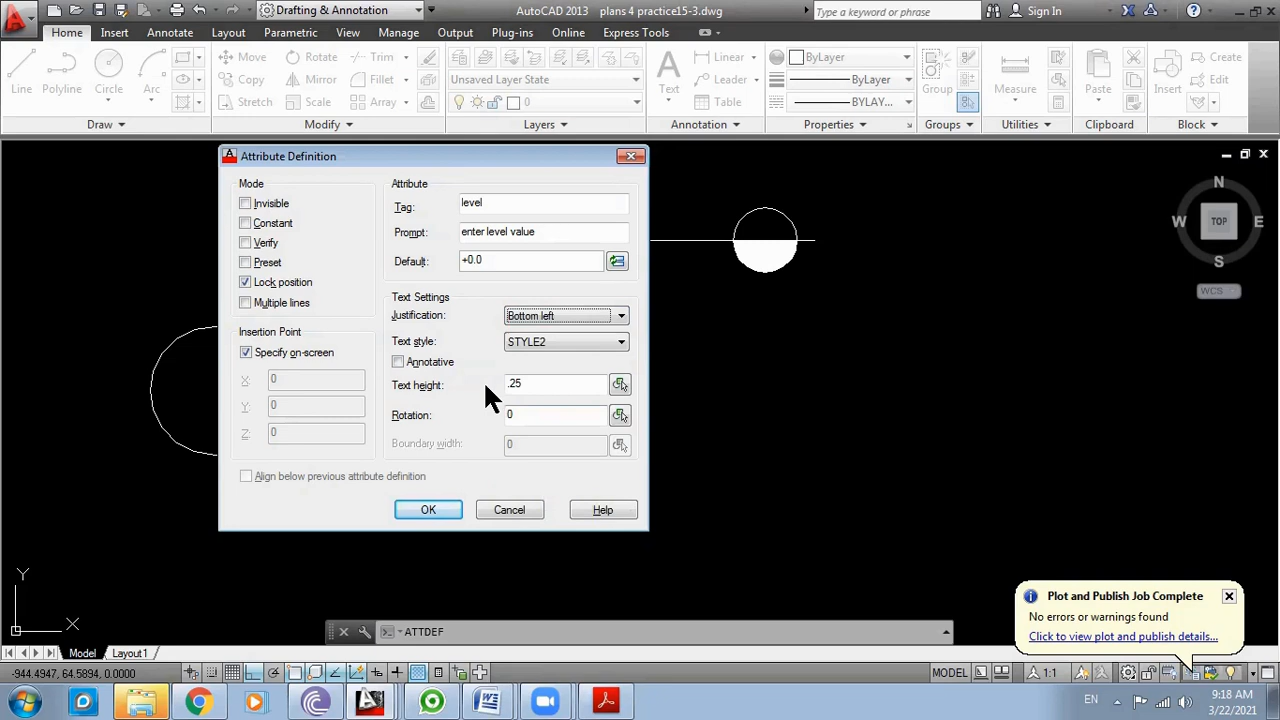 Drafting & Annotation
AutoCAD 2013 plans 4 practice15-3.dwg
Type a keyword or phrase
Sign In
Home Insert Annotate Layout Parametric View Manage Output Plug-ins Online Express Tools
Line Polyline Circle Arc
Move Rotate Trim
Copy Mirror Fillet
Stretch Scale Array
Unsaved Layer State
0
Text
Linear
Leader
Table
ByLayer
ByLayer
BYLAY...
Group
Measure
Paste
Insert
Create
Edit
Draw Modify Layers Annotation Properties Groups Utilities Clipboard Block
Attribute Definition
Mode
Invisible
Constant
Verify
Preset
Lock position
Multiple lines
Insertion Point
Specify on-screen
X: 0
Y: 0
Z: 0
Attribute
Tag: level
Prompt: enter level value
Default: +0.0
Text Settings
Justification: Bottom left
Text style: STYLE2
Annotative
Text height: .25
Rotation: 0
Boundary width: 0
Align below previous attribute definition
OK Cancel Help
N
W TOP E
S
WCS
Y
X
Plot and Publish Job Complete
No errors or warnings found
Click to view plot and publish details...
ATTDEF
Model Layout1
-944.4947, 64.5894, 0.0000
MODEL
1:1
EN
9:18 AM
3/22/2021